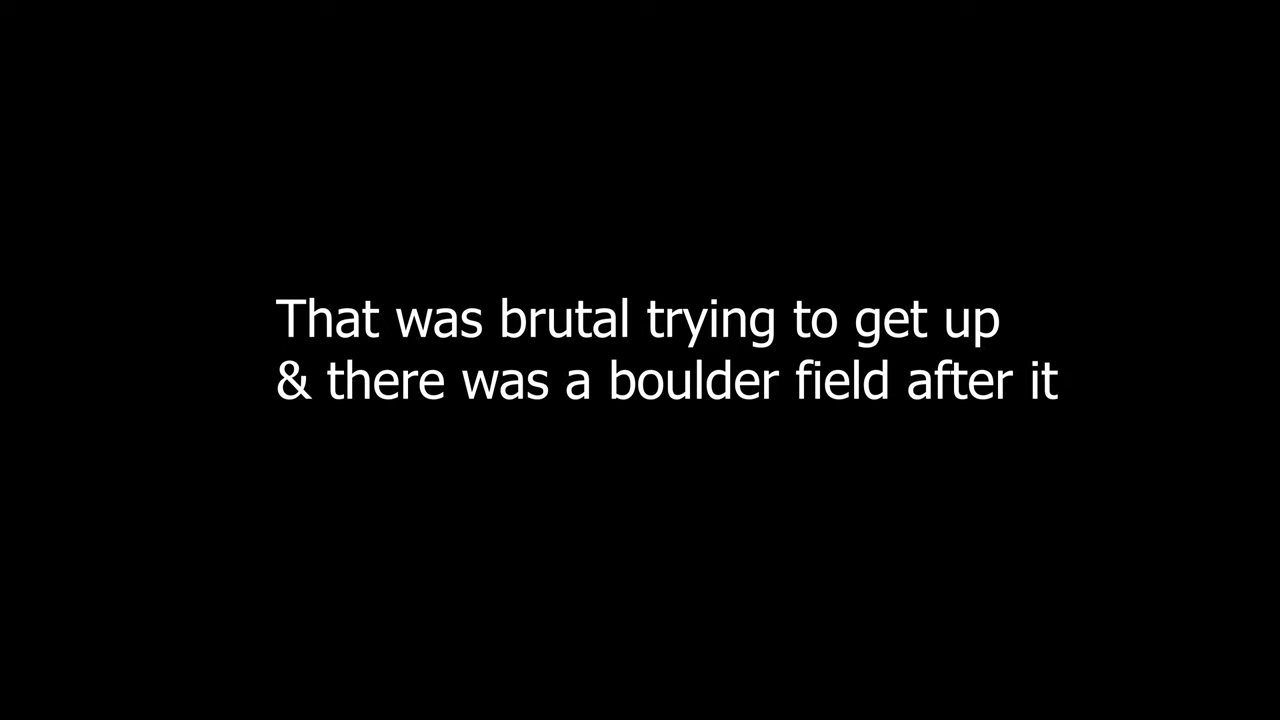 That was brutal trying to get up
& there was a boulder field after it